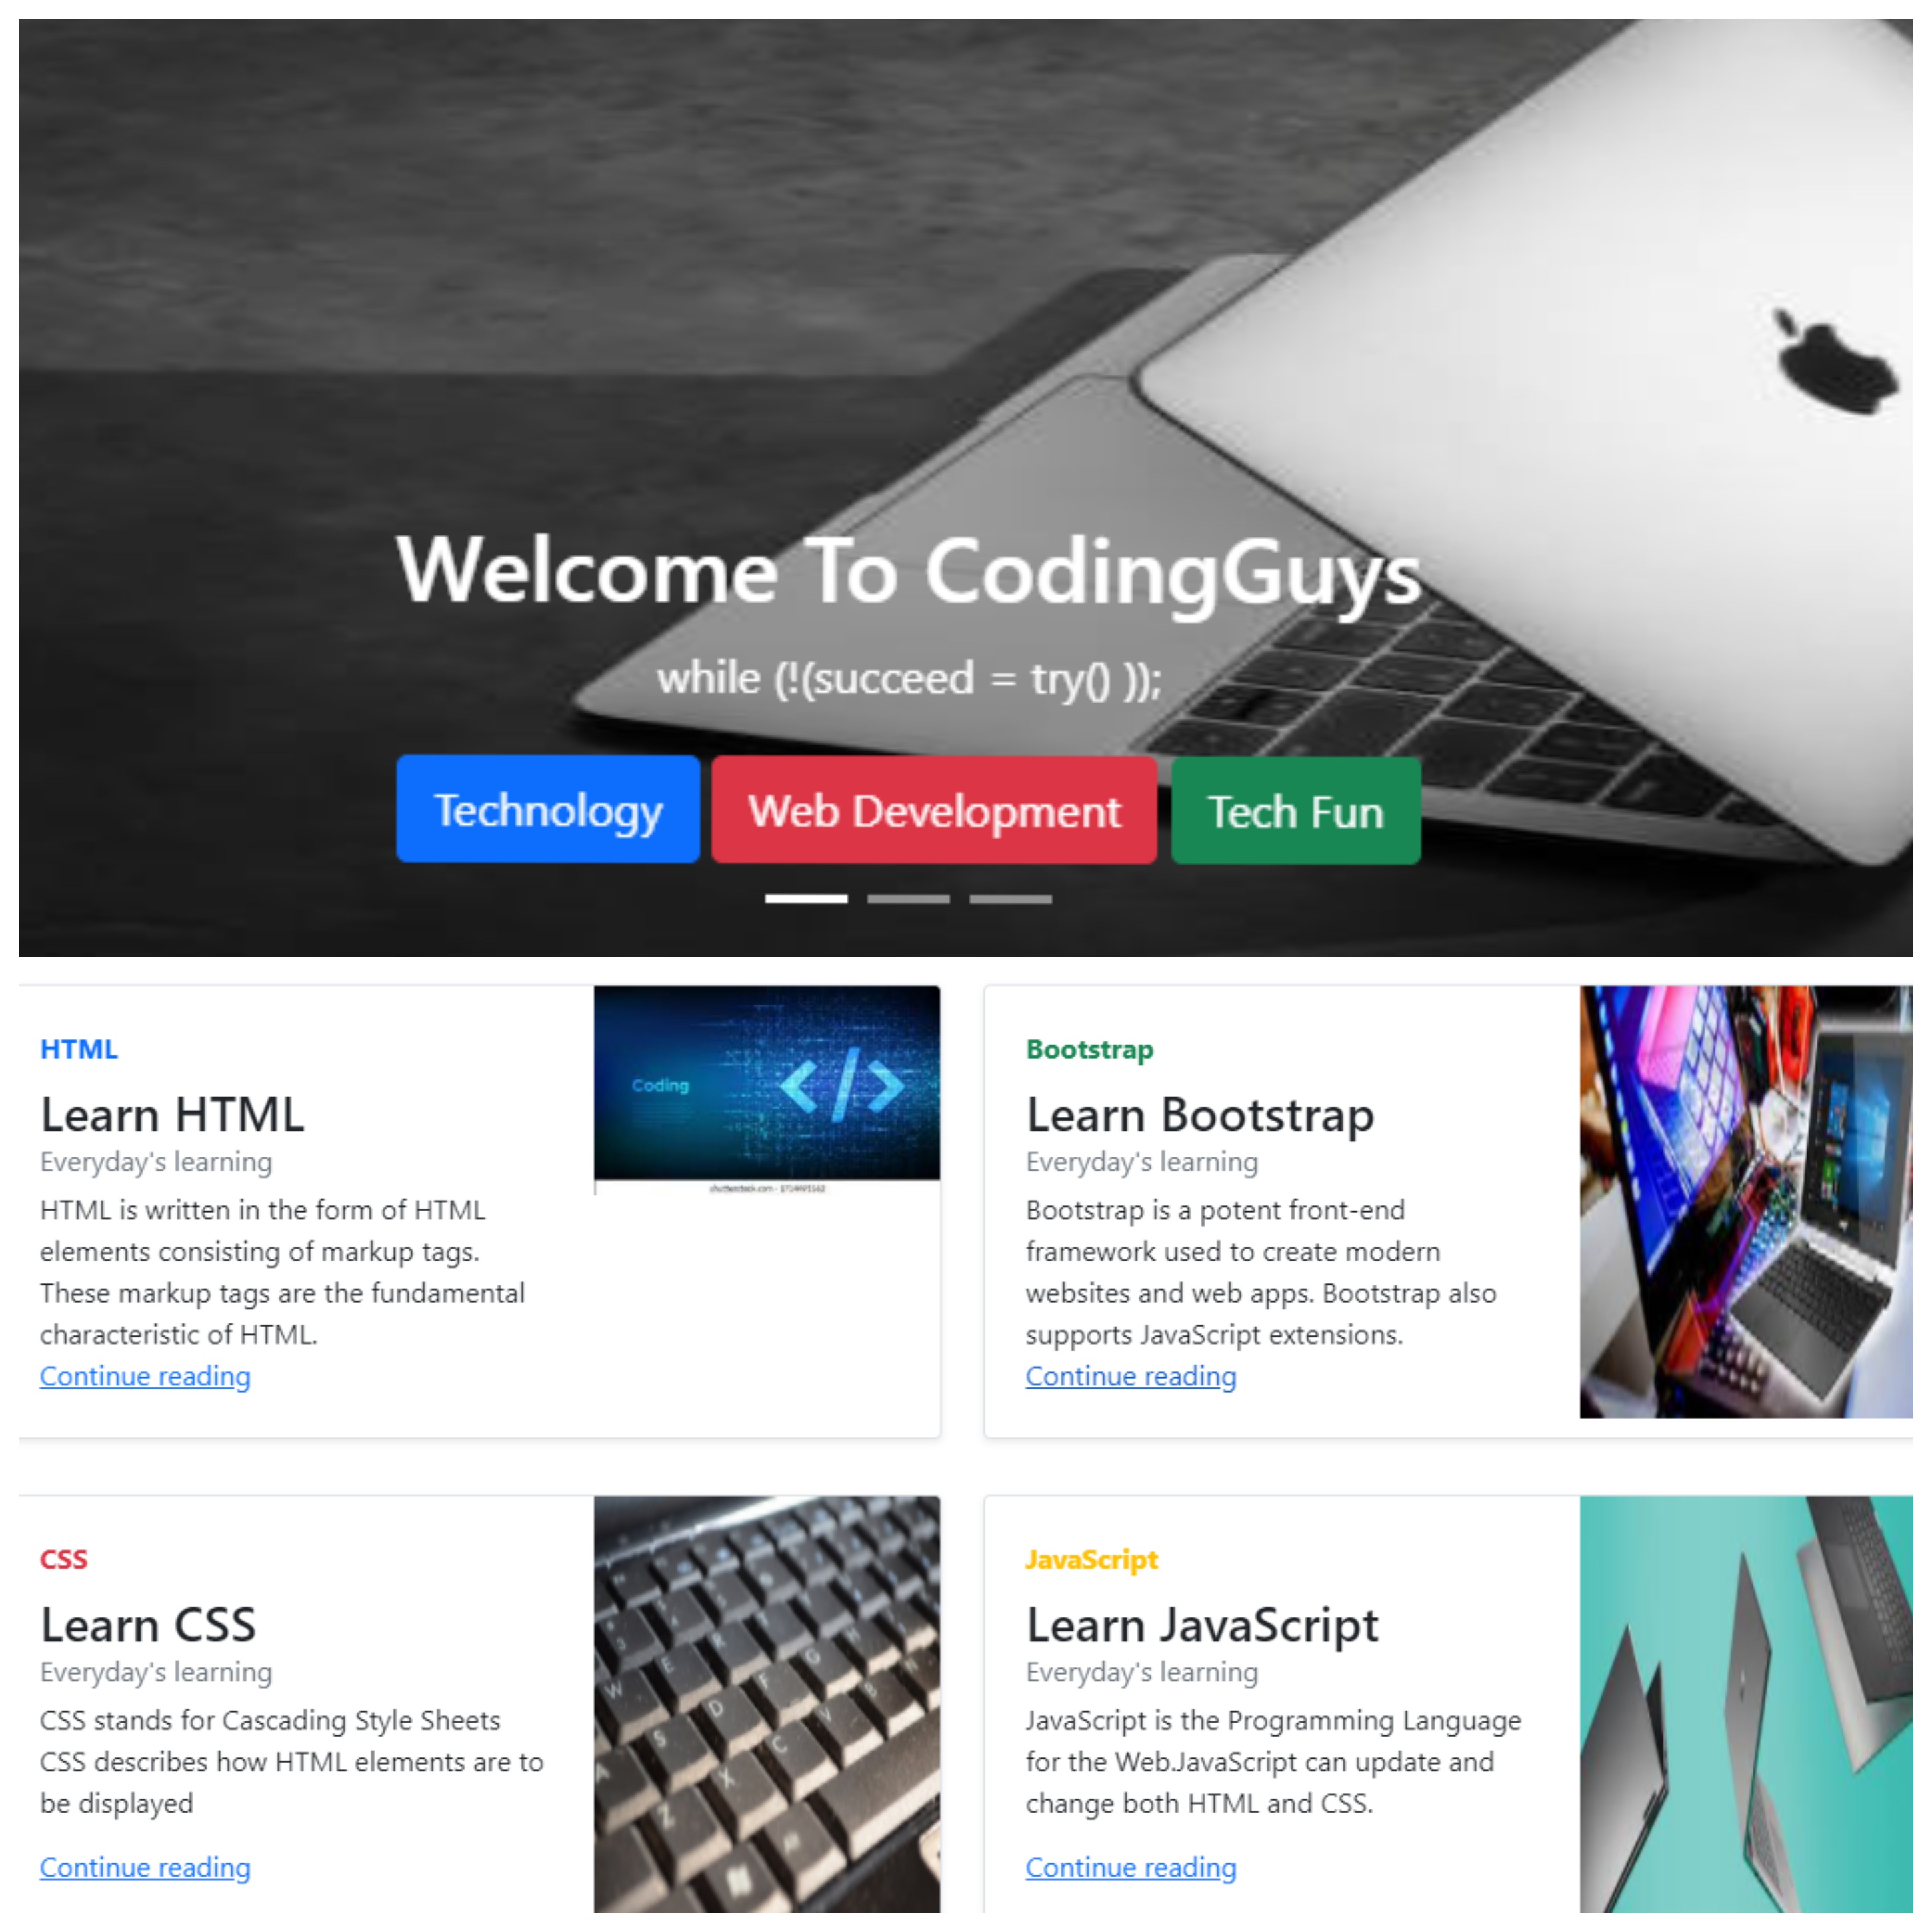 Welcome To CodingGuys
while (!(succeed = try() ));
Technology
Web Development
Tech Fun
HTML
Learn HTML
Everyday's learning
HTML is written in the form of HTML
elements consisting of markup tags.
These markup tags are the fundamental
characteristic of HTML.
Continue reading
Coding
Bootstrap
Learn Bootstrap
Everyday's learning
Bootstrap is a potent front-end
framework used to create modern
websites and web apps. Bootstrap also
supports JavaScript extensions.
Continue reading
CSS
Learn CSS
Everyday's learning
CSS stands for Cascading Style Sheets
CSS describes how HTML elements are to
be displayed
Continue reading
JavaScript
Learn JavaScript
Everyday's learning
JavaScript is the Programming Language
for the Web.JavaScript can update and
change both HTML and CSS.
Continue reading